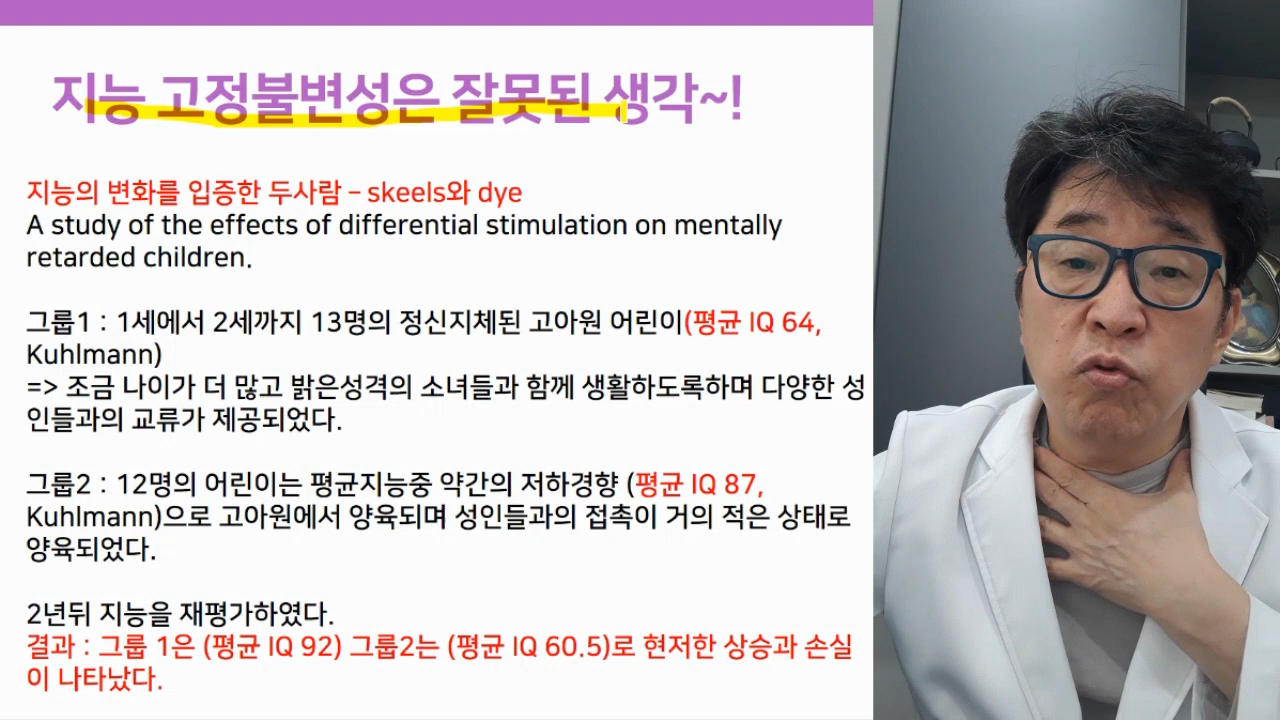 지능 고정불변성은 잘못된 생각~!
지능의 변화를 입증한 두사람 – skeels와 dye
A study of the effects of differential stimulation on mentally
retarded children.
그룹1 : 1세에서 2세까지 13명의 정신지체된 고아원 어린이(평균 IQ 64,
Kuhlmann)
=> 조금 나이가 더 많고 밝은성격의 소녀들과 함께 생활하도록하며 다양한 성
인들과의 교류가 제공되었다.
그룹2 : 12명의 어린이는 평균지능중 약간의 저하경향 (평균 IQ 87,
Kuhlmann)으로 고아원에서 양육되며 성인들과의 접촉이 거의 적은 상태로
양육되었다.
2년뒤 지능을 재평가하였다.
결과 : 그룹 1은 (평균 IQ 92) 그룹2는 (평균 IQ 60.5)로 현저한 상승과 손실
이 나타났다.